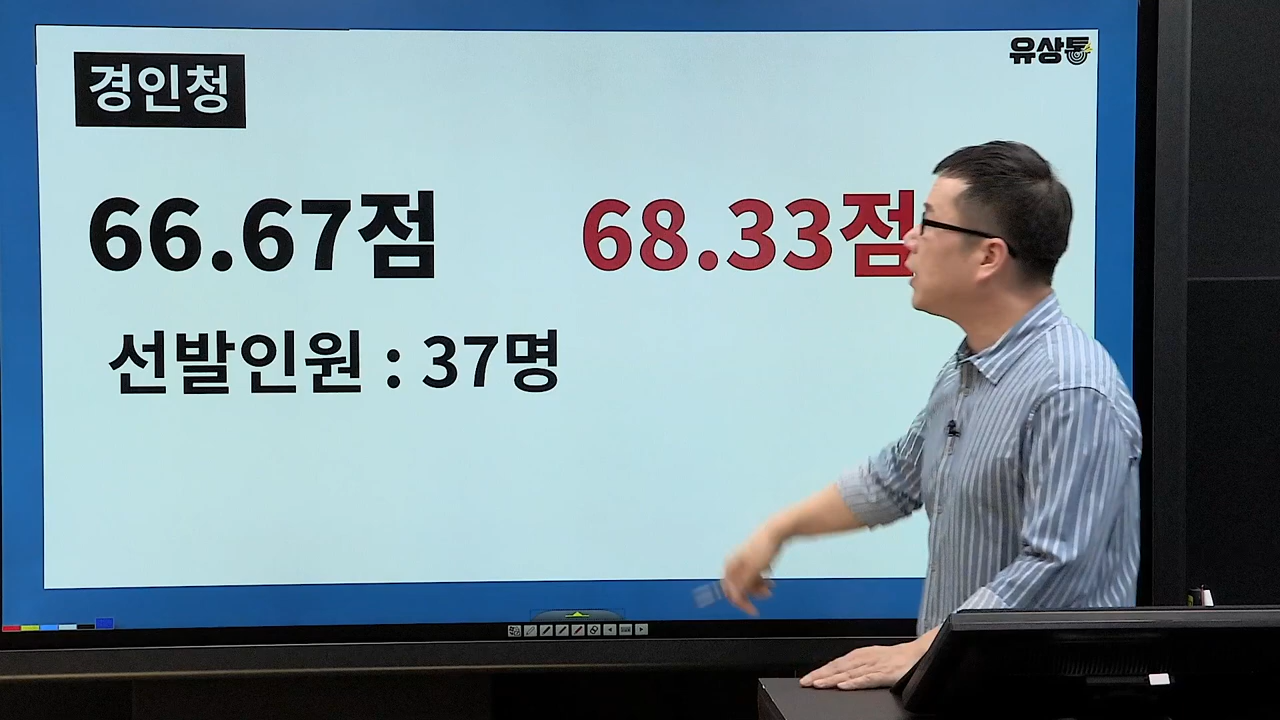 유상통
경인청
66.67점 68.33점
선발인원 : 37명